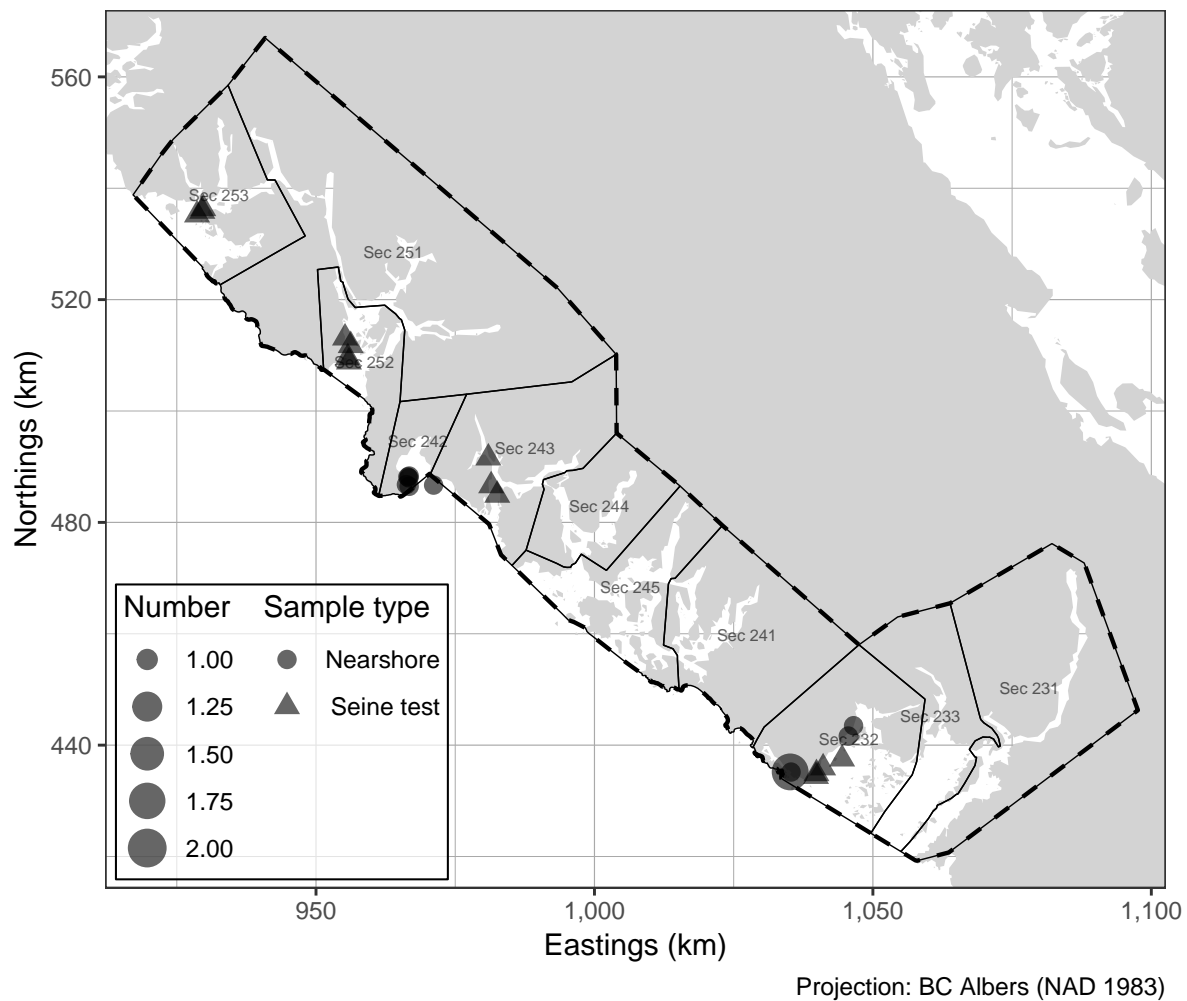 560
520
480
440
Northings (km)
Sec 253
Sec 251
Sec 252
Sec 242
Sec 243
Sec 244
Sec 245
Sec 241
Sec 231
Sec 233
Sec 232
Number Sample type
1.00 Nearshore
1.25 Seine test
1.50
1.75
2.00
950 1,000 1,050 1,100
Eastings (km)
Projection: BC Albers (NAD 1983)